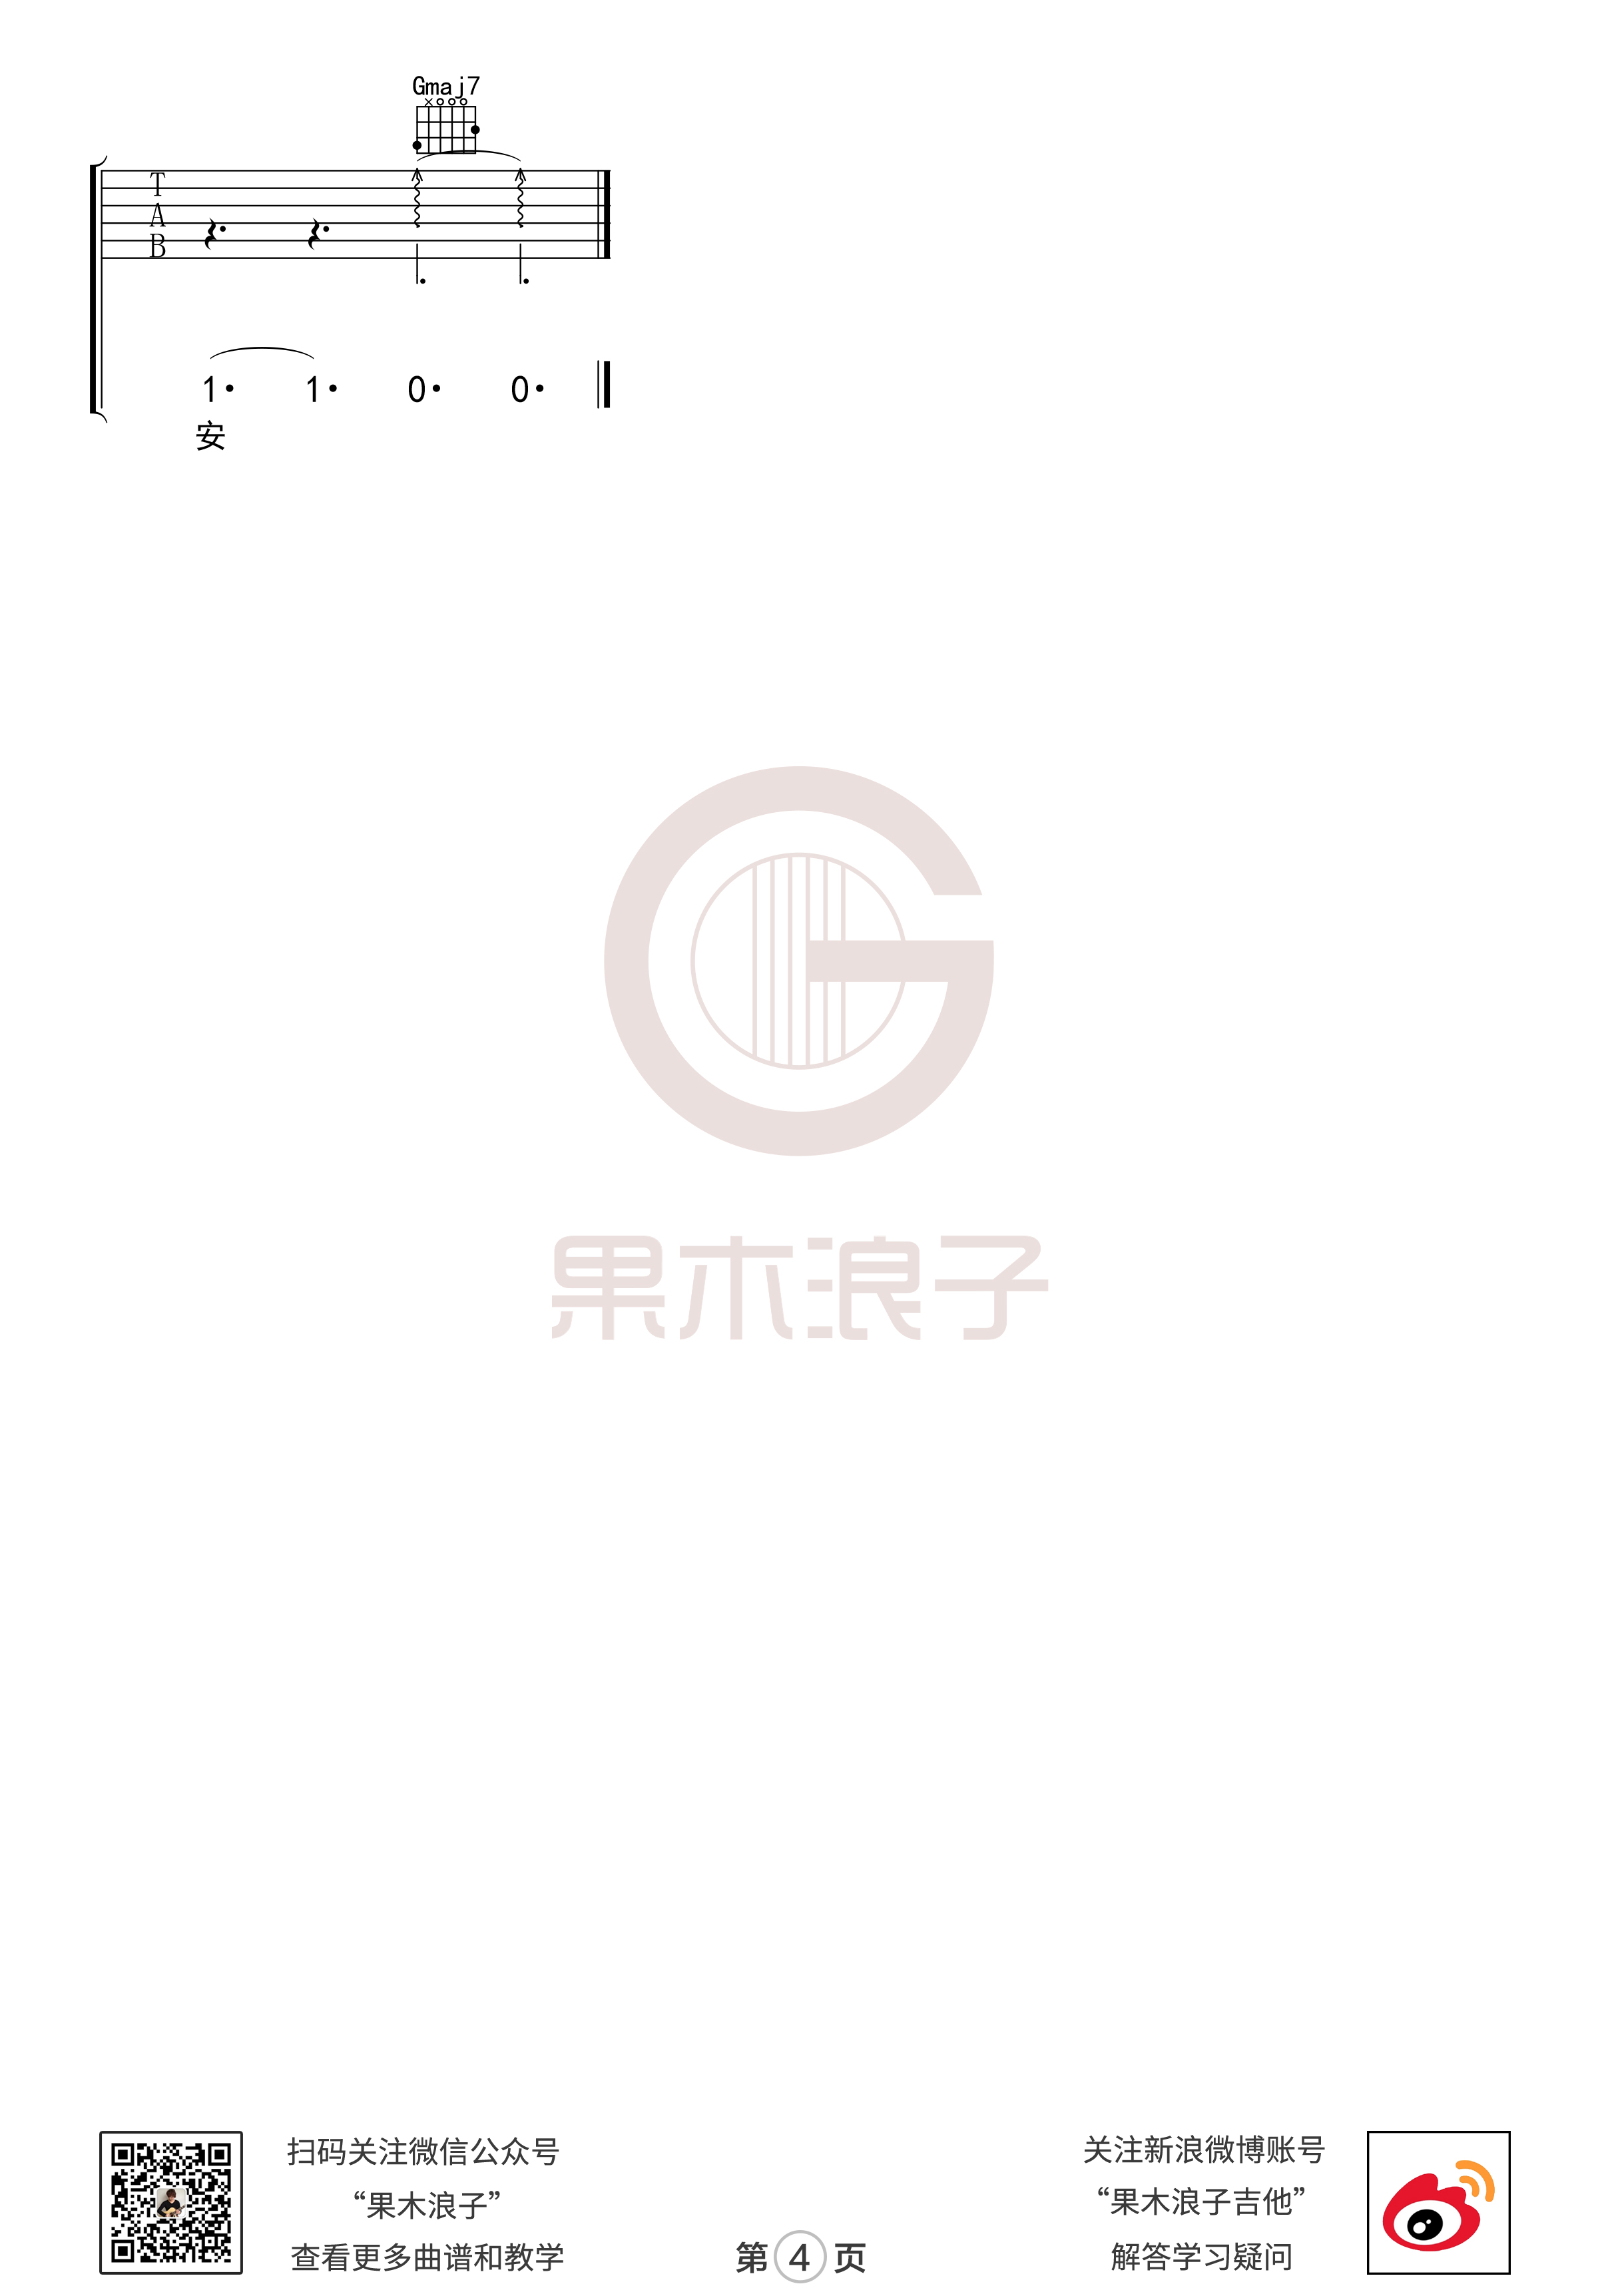 Gmaj7
T
A
B
1• 1• 0• 0•
安
果木浪子
扫码关注微信公众号
“果木浪子”
查看更多曲谱和教学
第4页
关注新浪微博账号
“果木浪子吉他”
解答学习疑问